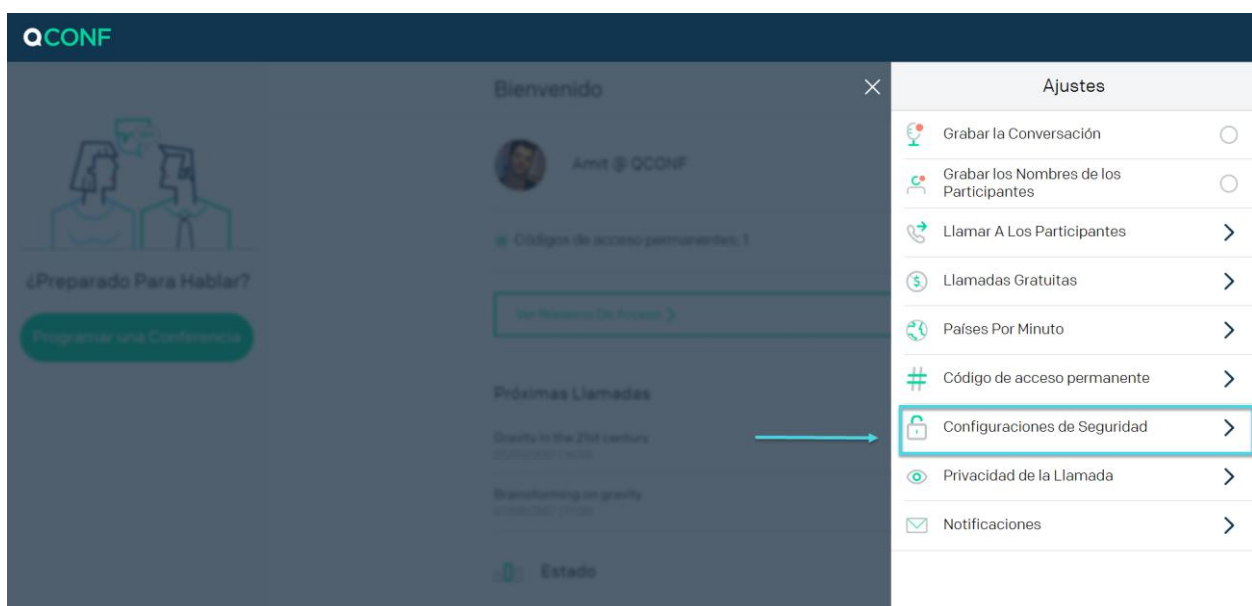 QCONF
Bienvenido
Amit @ QCONF
Códigos de acceso permanentes: 1
¿Preparado Para Hablar?
Ver Números De Acceso >
Programar una Conferencia
Próximas Llamadas
Gravity in the 21st century
Brainstorming on gravity
Estado
Ajustes
Grabar la Conversación
Grabar los Nombres de los
Participantes
Llamar A Los Participantes
Llamadas Gratuitas
Países Por Minuto
Código de acceso permanente
Configuraciones de Seguridad
Privacidad de la Llamada
Notificaciones